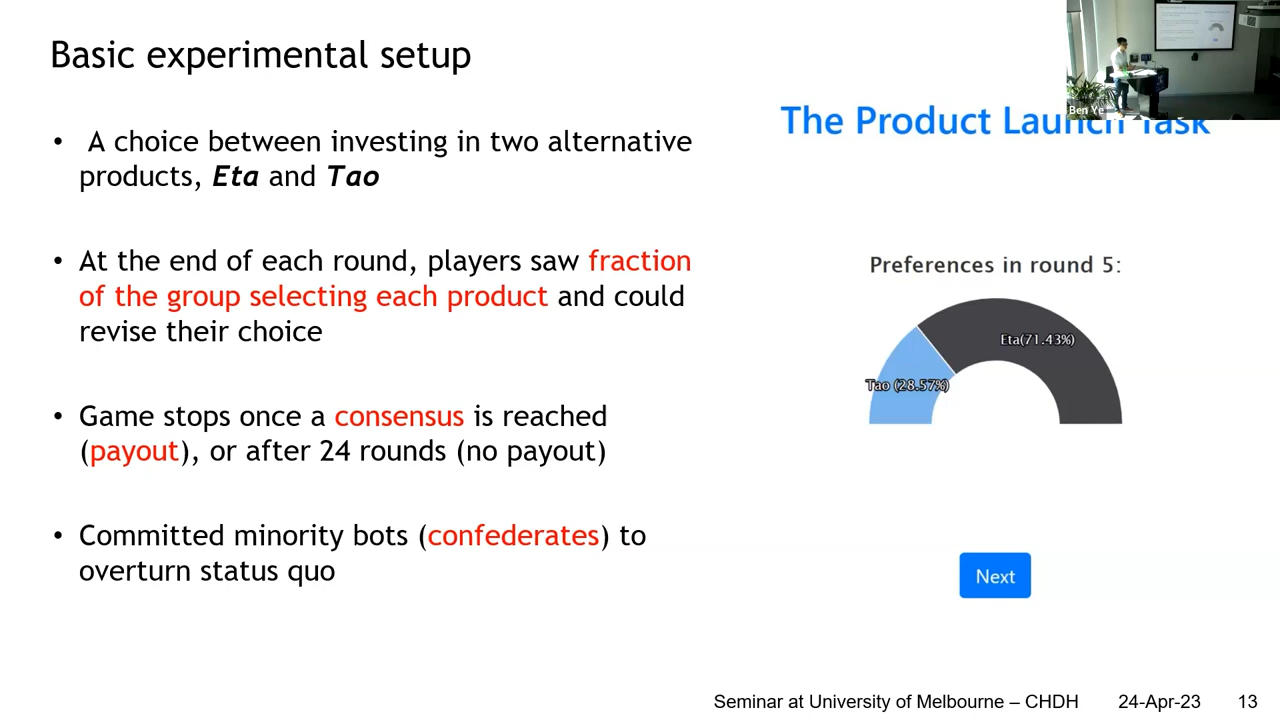 Basic experimental setup
Ben Ye
The Product Launch Task
• A choice between investing in two alternative
products, Eta and Tao
• At the end of each round, players saw fraction
of the group selecting each product and could
revise their choice
• Game stops once a consensus is reached
(payout), or after 24 rounds (no payout)
• Committed minority bots (confederates) to
overturn status quo
Preferences in round 5:
Eta(71.43%)
Tao (28.57%)
Next
Seminar at University of Melbourne – CHDH 24-Apr-23 13